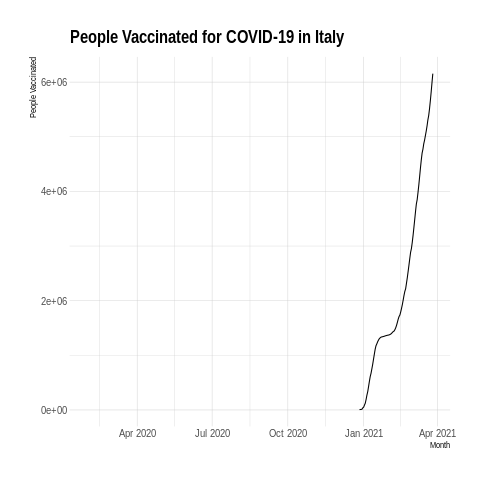 People Vaccinated for COVID-19 in Italy
People Vaccinated
6e+06
4e+06
2e+06
0e+00
Apr 2020 Jul 2020 Oct 2020 Jan 2021 Apr 2021
Month